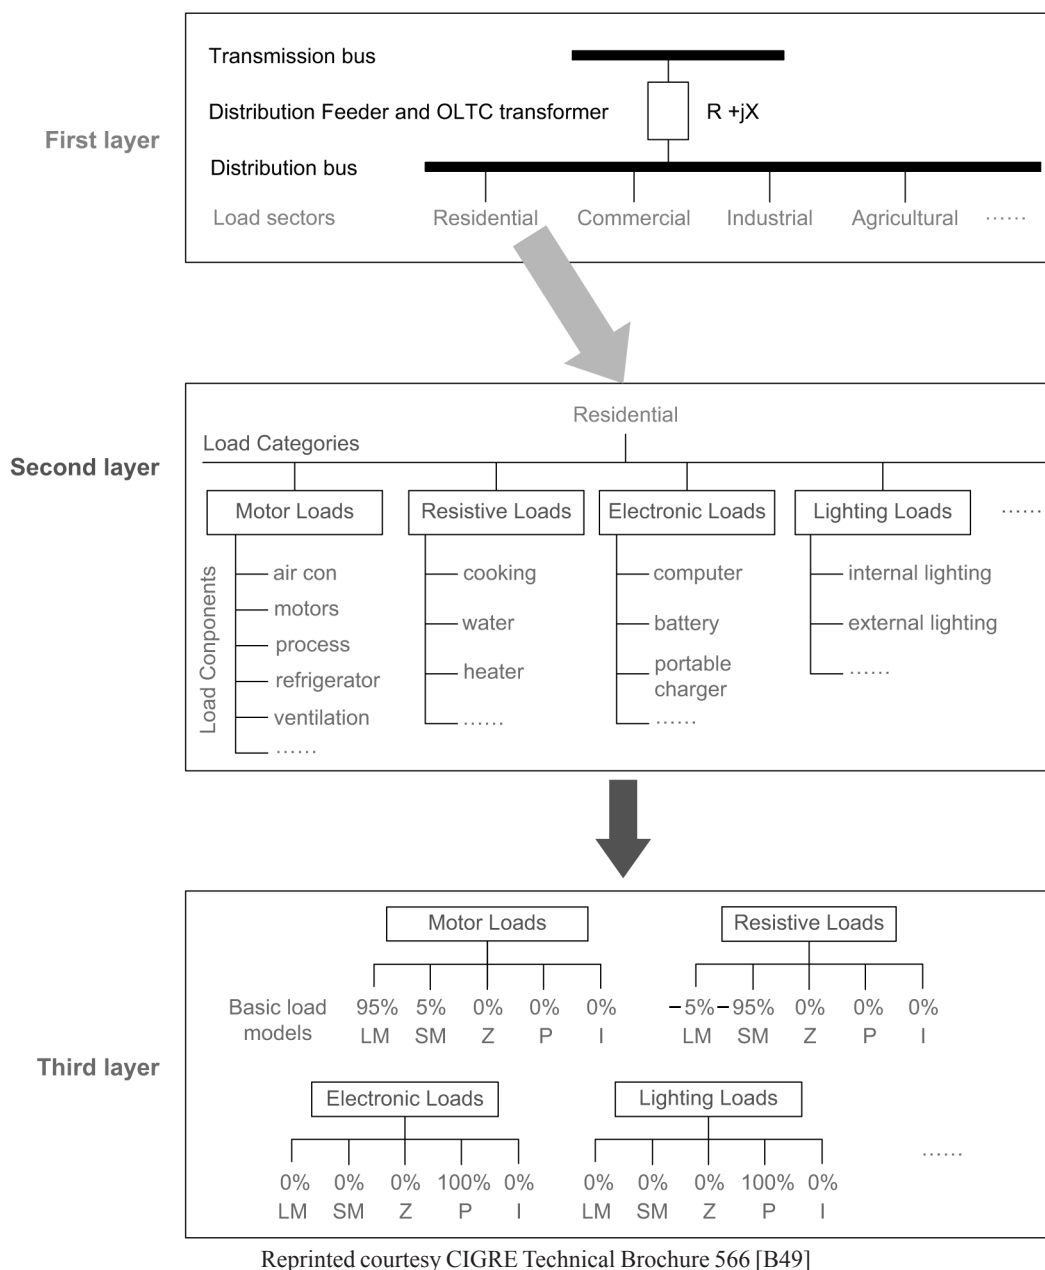 First layer
Transmission bus
Distribution Feeder and OLTC transformer
R +jX
Distribution bus
Load sectors
Residential
Commercial
Industrial
Agricultural
......
Second layer
Residential
Load Categories
Motor Loads
Resistive Loads
Electronic Loads
Lighting Loads
......
Load Conponents
air con
motors
process
refrigerator
ventilation
......
cooking
water
heater
......
computer
battery
portable
charger
......
internal lighting
external lighting
......
Third layer
Motor Loads
Basic load
models
95% 5% 0% 0% 0%
LM SM Z P I
Resistive Loads
–5% –95% 0% 0% 0%
LM SM Z P I
Electronic Loads
0% 0% 0% 100% 0%
LM SM Z P I
Lighting Loads
0% 0% 0% 100% 0%
LM SM Z P I
......
Reprinted courtesy CIGRE Technical Brochure 566 [B49]